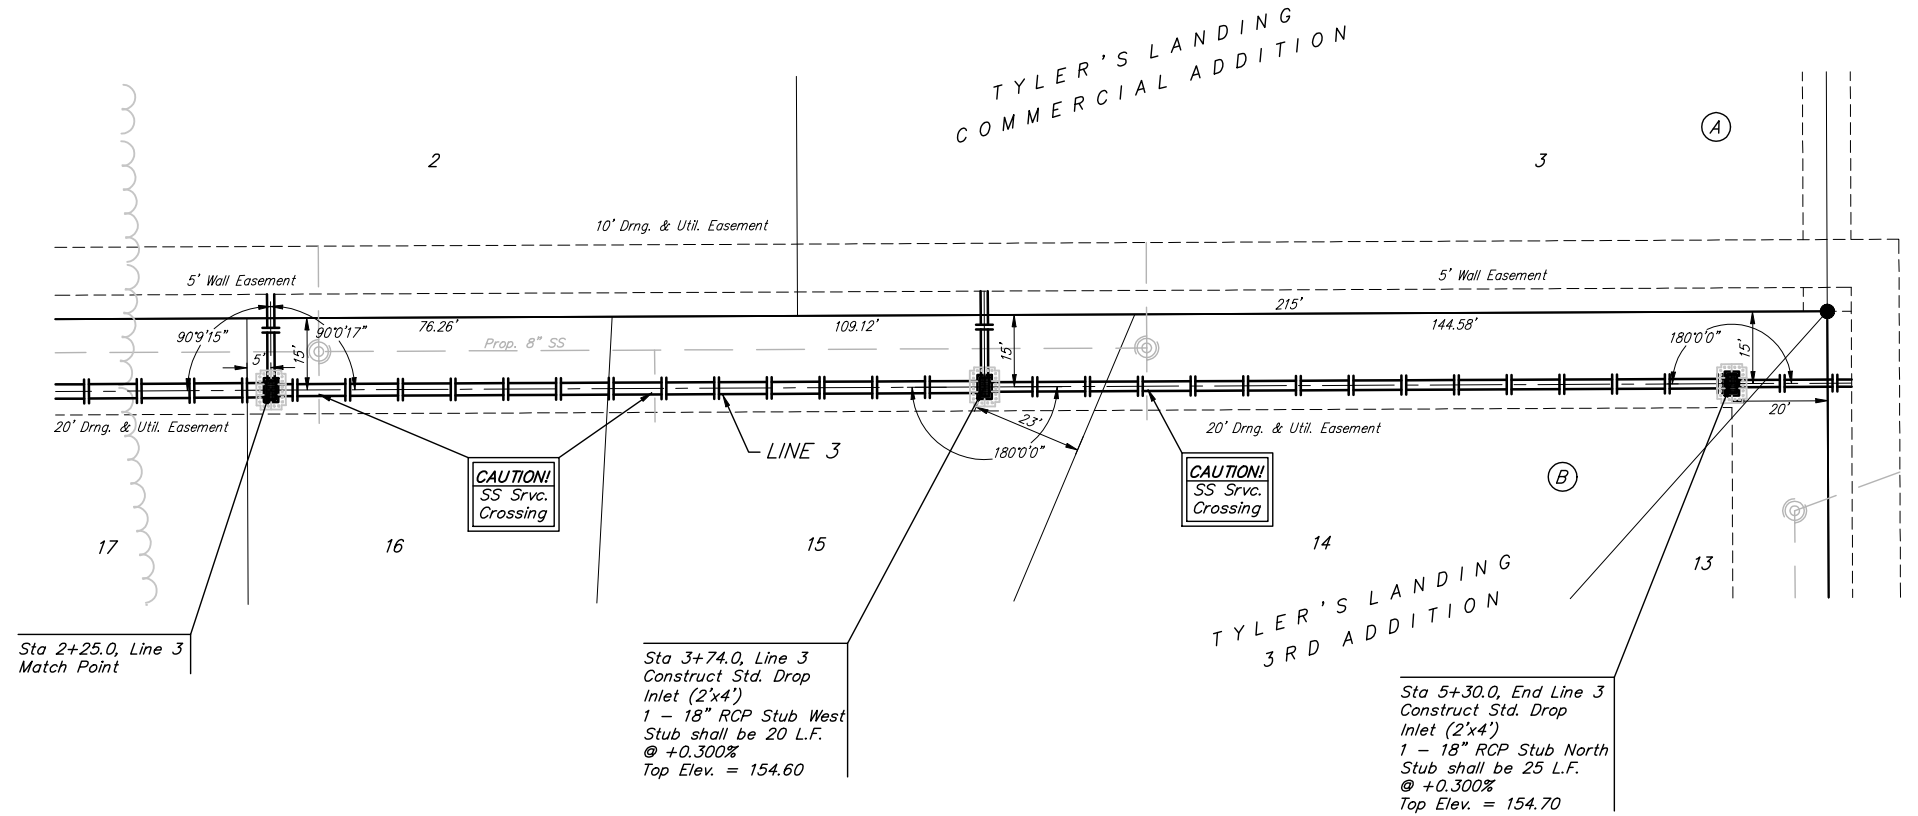 TYLER'S LANDING
COMMERCIAL ADDITION
A
2
3
10' Drng. & Util. Easement
5' Wall Easement
5' Wall Easement
215'
90°9'15"
90°0'17"
76.26'
109.12'
144.58'
180°0'0"
Prop. 8" SS
5'
15'
15'
15'
20' Drng. & Util. Easement
23'
20' Drng. & Util. Easement
20'
LINE 3
180°0'0"
CAUTION!
SS Srvc.
Crossing
CAUTION!
SS Srvc.
Crossing
B
17
16
15
14
13
TYLER'S LANDING
3RD ADDITION
Sta 2+25.0, Line 3
Match Point
Sta 3+74.0, Line 3
Construct Std. Drop
Inlet (2'x4')
1 - 18" RCP Stub West
Stub shall be 20 L.F.
@ +0.300%
Top Elev. = 154.60
Sta 5+30.0, End Line 3
Construct Std. Drop
Inlet (2'x4')
1 - 18" RCP Stub North
Stub shall be 25 L.F.
@ +0.300%
Top Elev. = 154.70